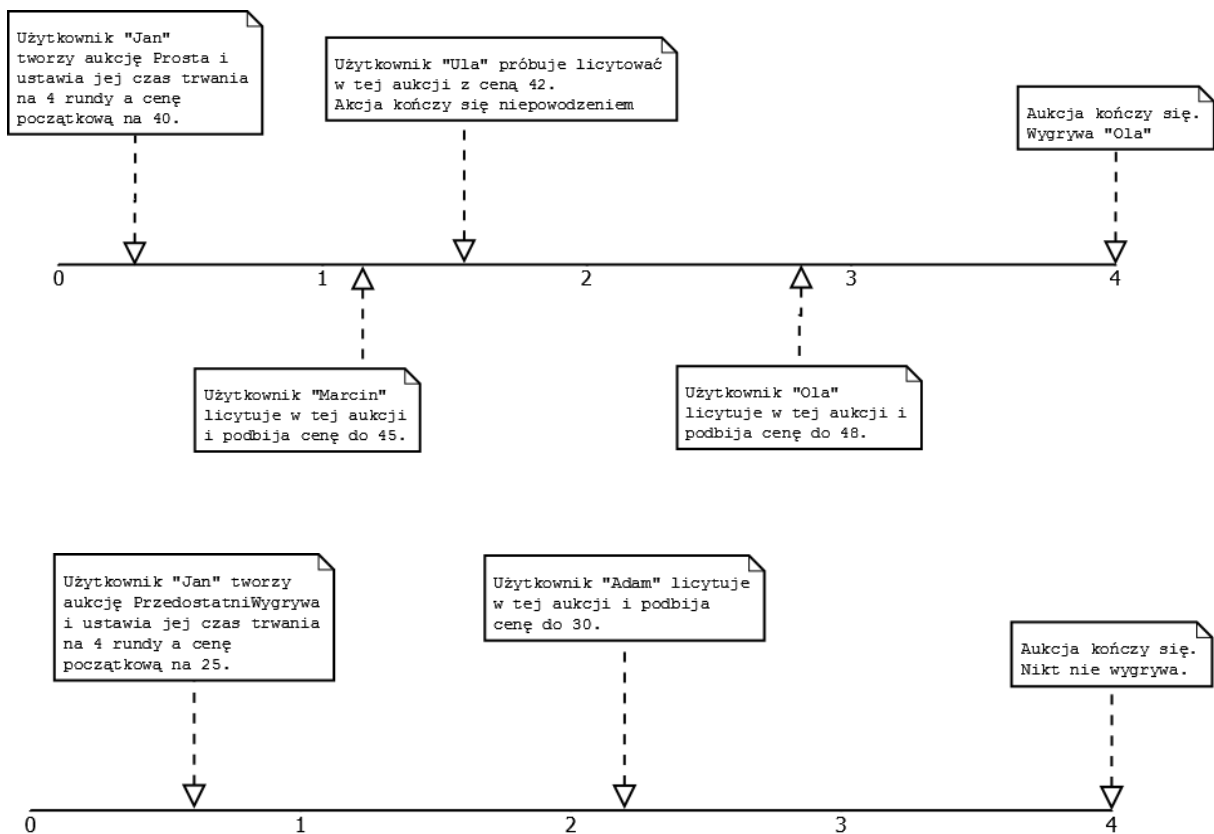 Użytkownik "Jan"
tworzy aukcję Prosta i
ustawia jej czas trwania
na 4 rundy a cenę
początkową na 40.
Użytkownik "Ula" próbuje licytować
w tej aukcji z ceną 42.
Akcja kończy się niepowodzeniem
Aukcja kończy się.
Wygrywa "Ola"
0 1 2 3 4
Użytkownik "Marcin"
licytuje w tej aukcji
i podbija cenę do 45.
Użytkownik "Ola"
licytuje w tej aukcji i
podbija cenę do 48.
Użytkownik "Jan" tworzy
aukcję PrzedostatniWygrywa
i ustawia jej czas trwania
na 4 rundy a cenę
początkową na 25.
Użytkownik "Adam" licytuje
w tej aukcji i podbija
cenę do 30.
Aukcja kończy się.
Nikt nie wygrywa.
0 1 2 3 4